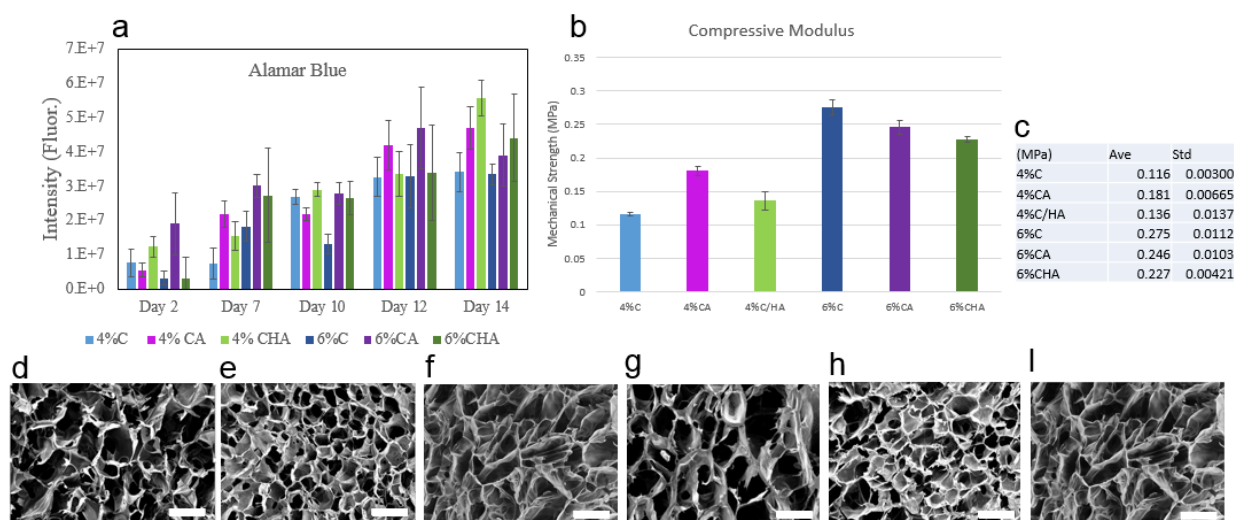 a
Alamar Blue
Intensity (Fluor.)
7.E+7
6.E+7
5.E+7
4.E+7
3.E+7
2.E+7
1.E+7
0.E+0
Day 2 Day 7 Day 10 Day 12 Day 14
4%C 4% CA 4% CHA 6%C 6%CA 6%CHA
b
Compressive Modulus
Mechanical Strength (MPa)
0.35
0.3
0.25
0.2
0.15
0.1
0.05
0
4%C 4%CA 4%C/HA 6%C 6%CA 6%CHA
c
(MPa) Ave Std
4%C 0.116 0.00300
4%CA 0.181 0.00665
4%C/HA 0.136 0.0137
6%C 0.275 0.0112
6%CA 0.246 0.0103
6%CHA 0.227 0.00421
d e f g h I